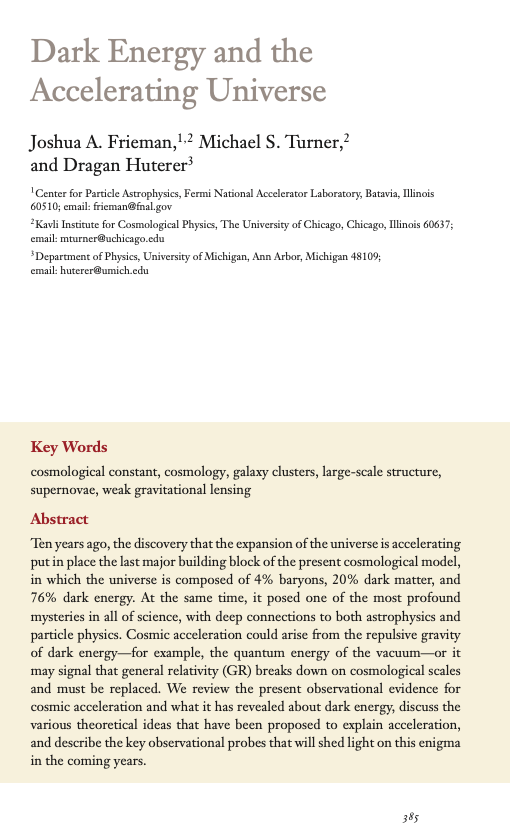 Dark Energy and the
Accelerating Universe
Joshua A. Frieman,1,2 Michael S. Turner,2
and Dragan Huterer3
1Center for Particle Astrophysics, Fermi National Accelerator Laboratory, Batavia, Illinois
60510; email: frieman@fnal.gov
2Kavli Institute for Cosmological Physics, The University of Chicago, Chicago, Illinois 60637;
email: mturner@uchicago.edu
3Department of Physics, University of Michigan, Ann Arbor, Michigan 48109;
email: huterer@umich.edu
Key Words
cosmological constant, cosmology, galaxy clusters, large-scale structure,
supernovae, weak gravitational lensing
Abstract
Ten years ago, the discovery that the expansion of the universe is accelerating
put in place the last major building block of the present cosmological model,
in which the universe is composed of 4% baryons, 20% dark matter, and
76% dark energy. At the same time, it posed one of the most profound
mysteries in all of science, with deep connections to both astrophysics and
particle physics. Cosmic acceleration could arise from the repulsive gravity
of dark energy—for example, the quantum energy of the vacuum—or it
may signal that general relativity (GR) breaks down on cosmological scales
and must be replaced. We review the present observational evidence for
cosmic acceleration and what it has revealed about dark energy, discuss the
various theoretical ideas that have been proposed to explain acceleration,
and describe the key observational probes that will shed light on this enigma
in the coming years.
385